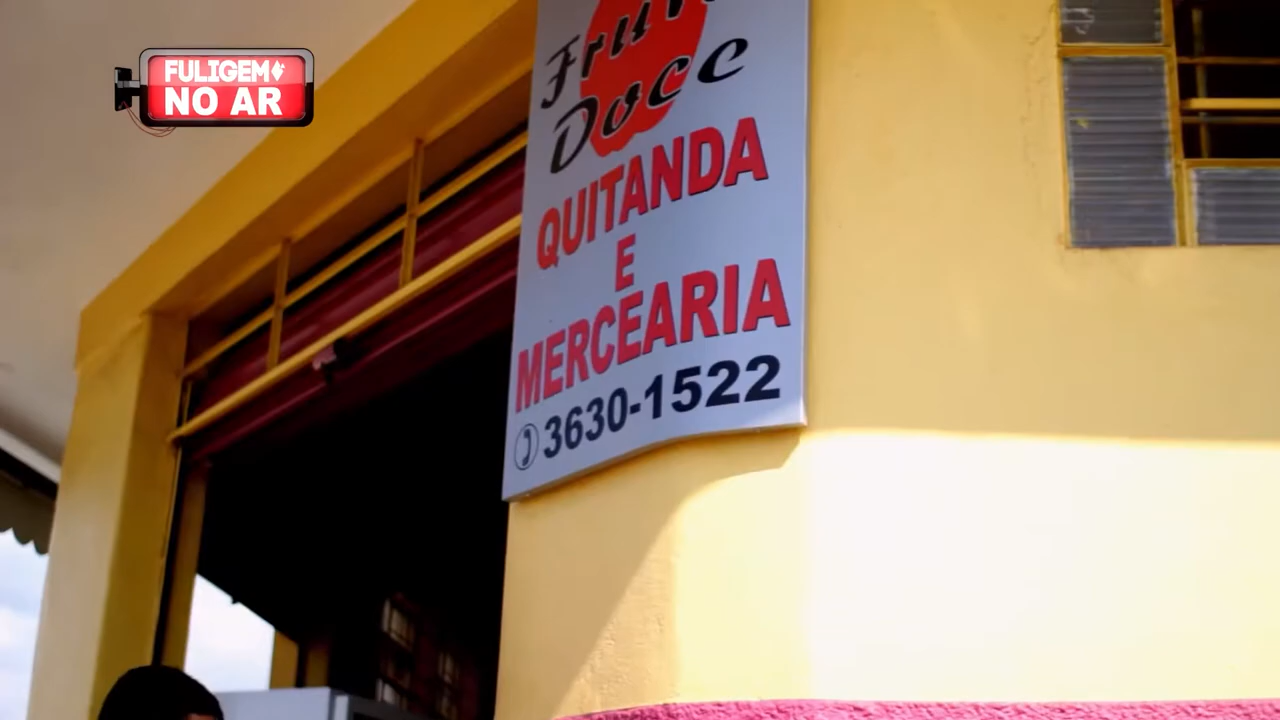 FULIGEM
NO AR
Doce
QUITANDA
E
MERCEARIA
3630-1522